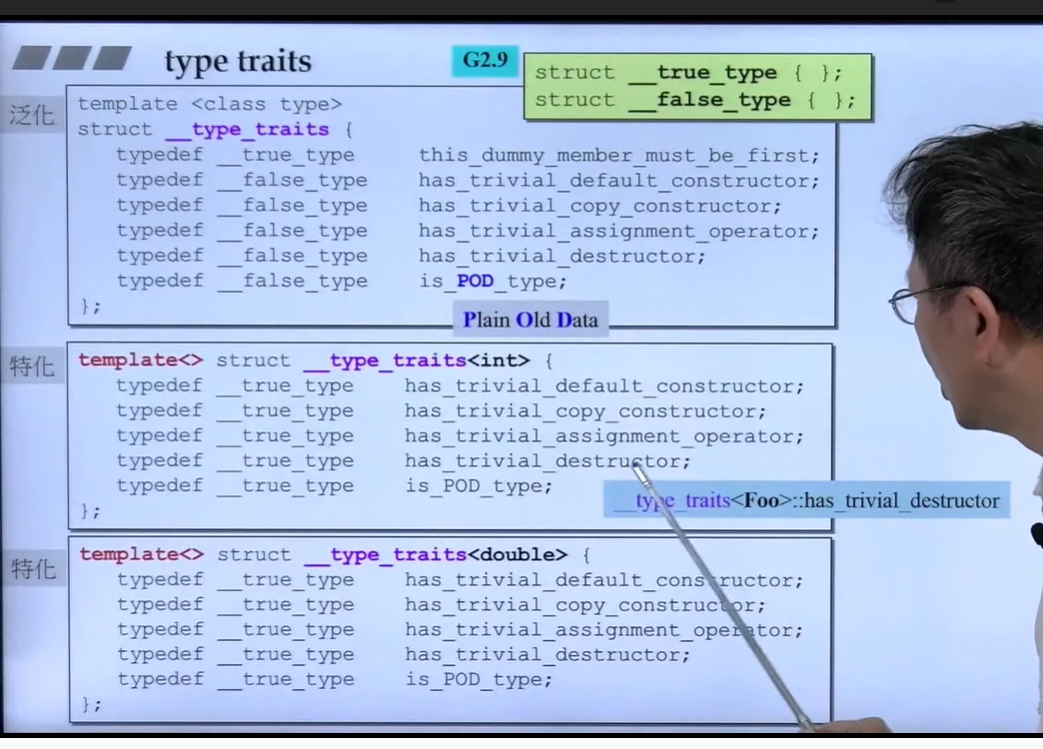 type traits
G2.9
struct __true_type { };
struct __false_type { };
泛化
template <class type>
struct __type_traits {
typedef __true_type this_dummy_member_must_be_first;
typedef __false_type has_trivial_default_constructor;
typedef __false_type has_trivial_copy_constructor;
typedef __false_type has_trivial_assignment_operator;
typedef __false_type has_trivial_destructor;
typedef __false_type is_POD_type;
};
Plain Old Data
特化
template<> struct __type_traits<int> {
typedef __true_type has_trivial_default_constructor;
typedef __true_type has_trivial_copy_constructor;
typedef __true_type has_trivial_assignment_operator;
typedef __true_type has_trivial_destructor;
typedef __true_type is_POD_type;
};
__type_traits<Foo>::has_trivial_destructor
特化
template<> struct __type_traits<double> {
typedef __true_type has_trivial_default_constructor;
typedef __true_type has_trivial_copy_constructor;
typedef __true_type has_trivial_assignment_operator;
typedef __true_type has_trivial_destructor;
typedef __true_type is_POD_type;
};